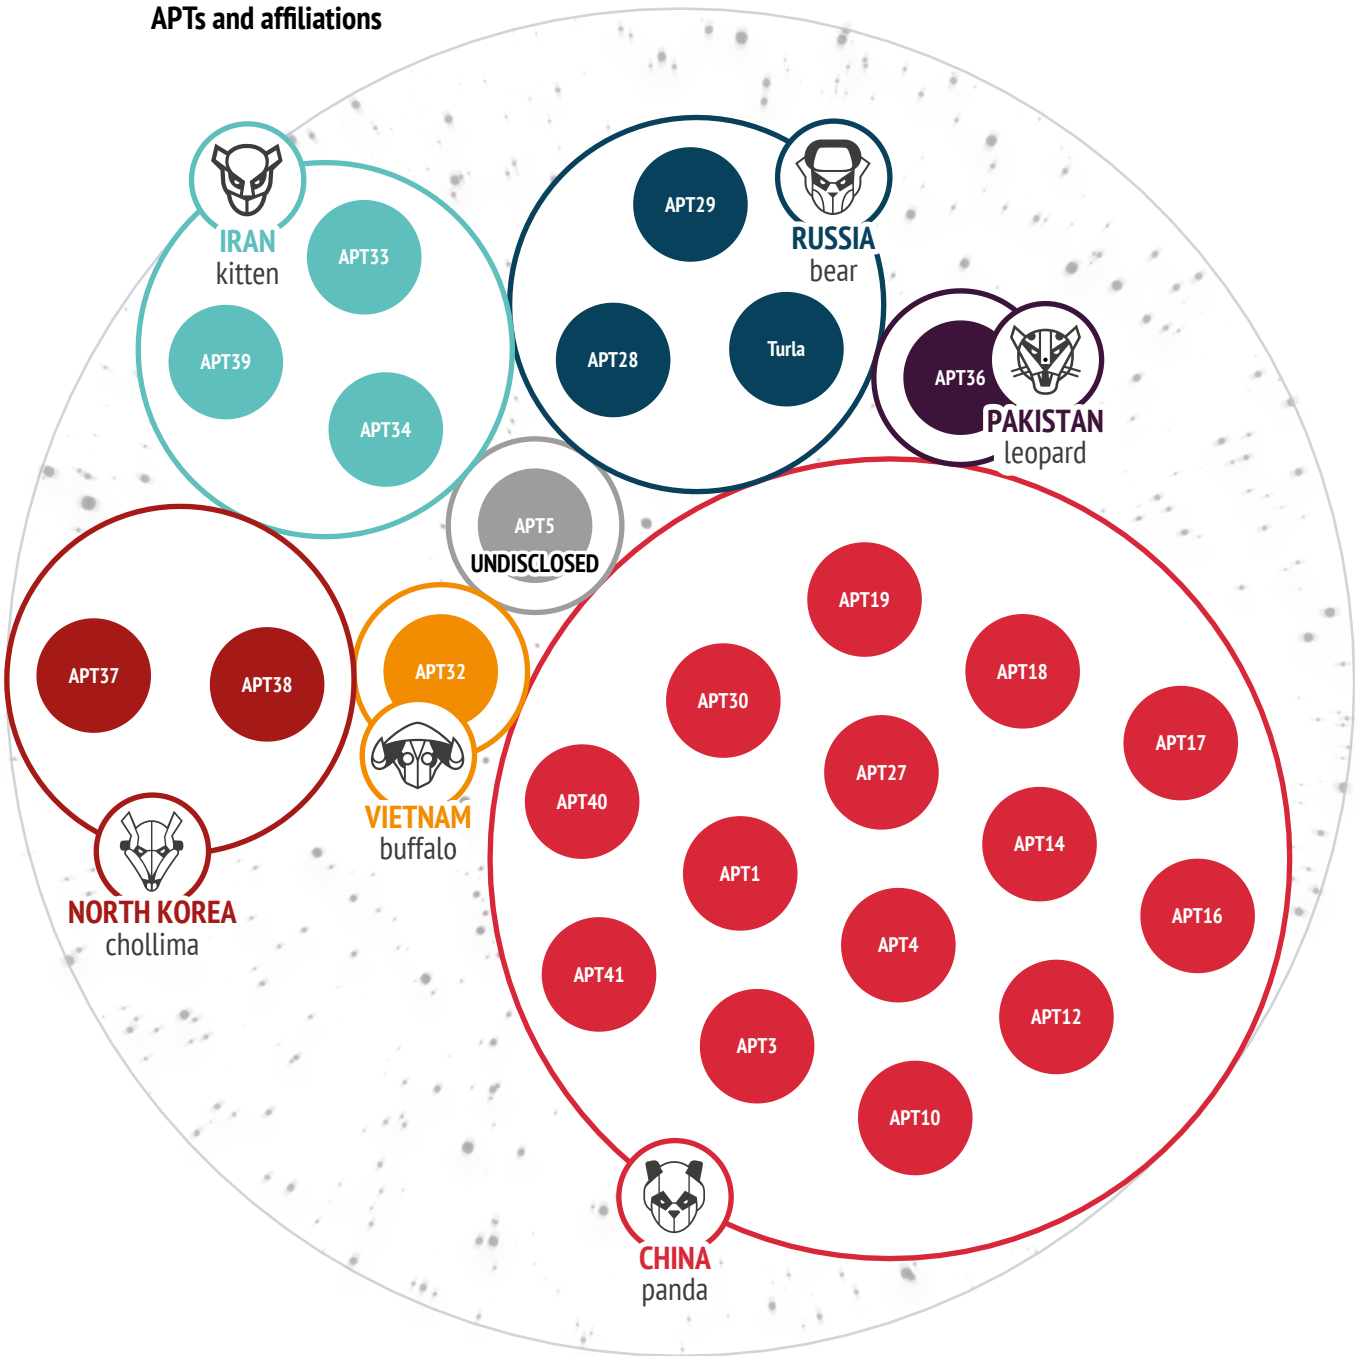 APTs and affiliations
IRAN
kitten
APT33
APT39
APT34
APT29
APT28
Turla
RUSSIA
bear
APT36
PAKISTAN
leopard
APT5
UNDISCLOSED
APT37
APT38
NORTH KOREA
chollima
APT32
VIETNAM
buffalo
APT19
APT18
APT30
APT17
APT27
APT40
APT14
APT1
APT16
APT4
APT41
APT12
APT3
APT10
CHINA
panda